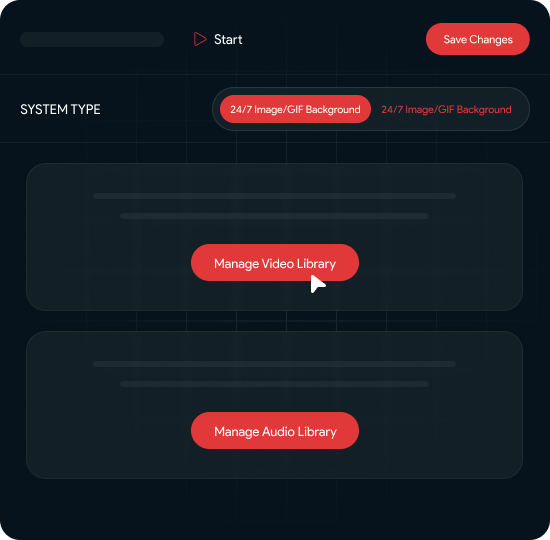 Start
Save Changes
SYSTEM TYPE
24/7 Image/GIF Background
24/7 Image/GIF Background
Manage Video Library
Manage Audio Library